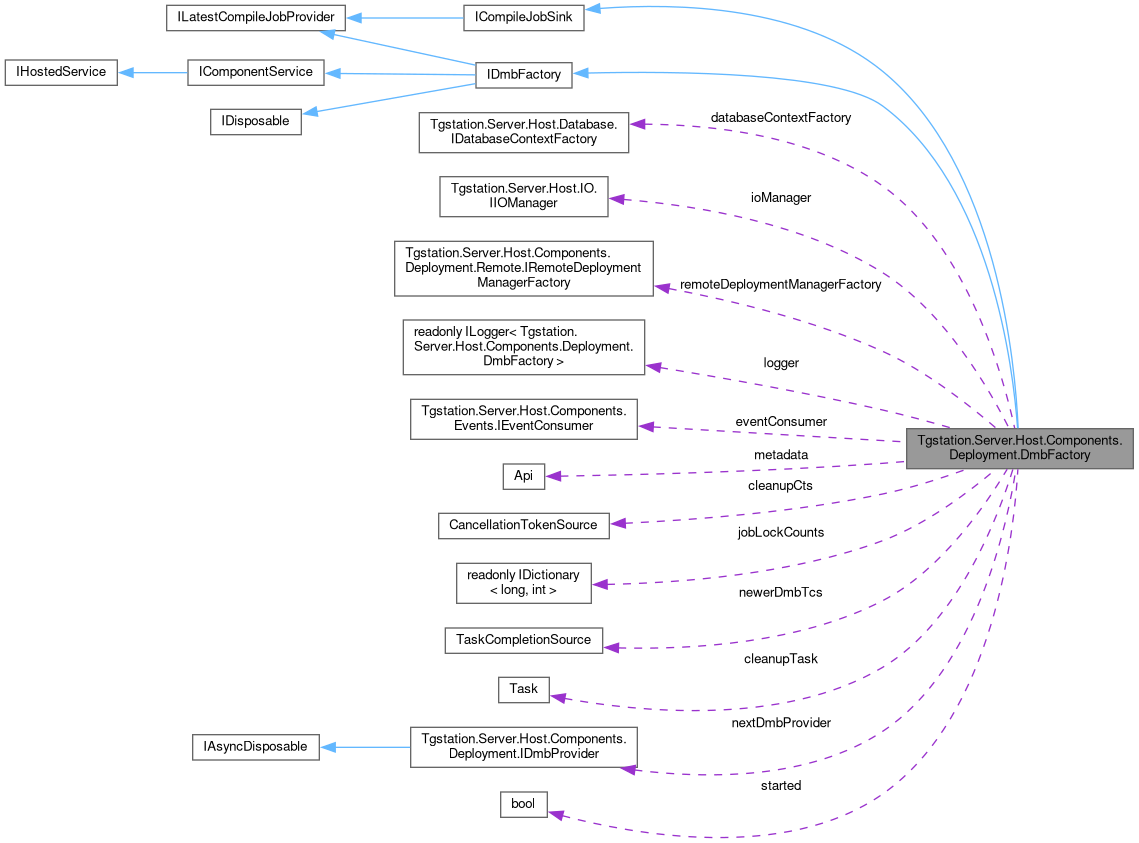 ILatestCompileJobProvider
ICompileJobSink
IHostedService
IComponentService
IDmbFactory
IDisposable
Tgstation.Server.Host.Database.
IDatabaseContextFactory
databaseContextFactory
Tgstation.Server.Host.IO.
IIOManager
ioManager
Tgstation.Server.Host.Components.
Deployment.Remote.IRemoteDeployment
ManagerFactory
remoteDeploymentManagerFactory
readonly ILogger< Tgstation.
Server.Host.Components.Deployment.
DmbFactory >
logger
Tgstation.Server.Host.Components.
Events.IEventConsumer
eventConsumer
Tgstation.Server.Host.Components.
Deployment.DmbFactory
Api
metadata
CancellationTokenSource
cleanupCts
readonly IDictionary
< long, int >
jobLockCounts
TaskCompletionSource
newerDmbTcs
Task
cleanupTask
IAsyncDisposable
Tgstation.Server.Host.Components.
Deployment.IDmbProvider
nextDmbProvider
bool
started